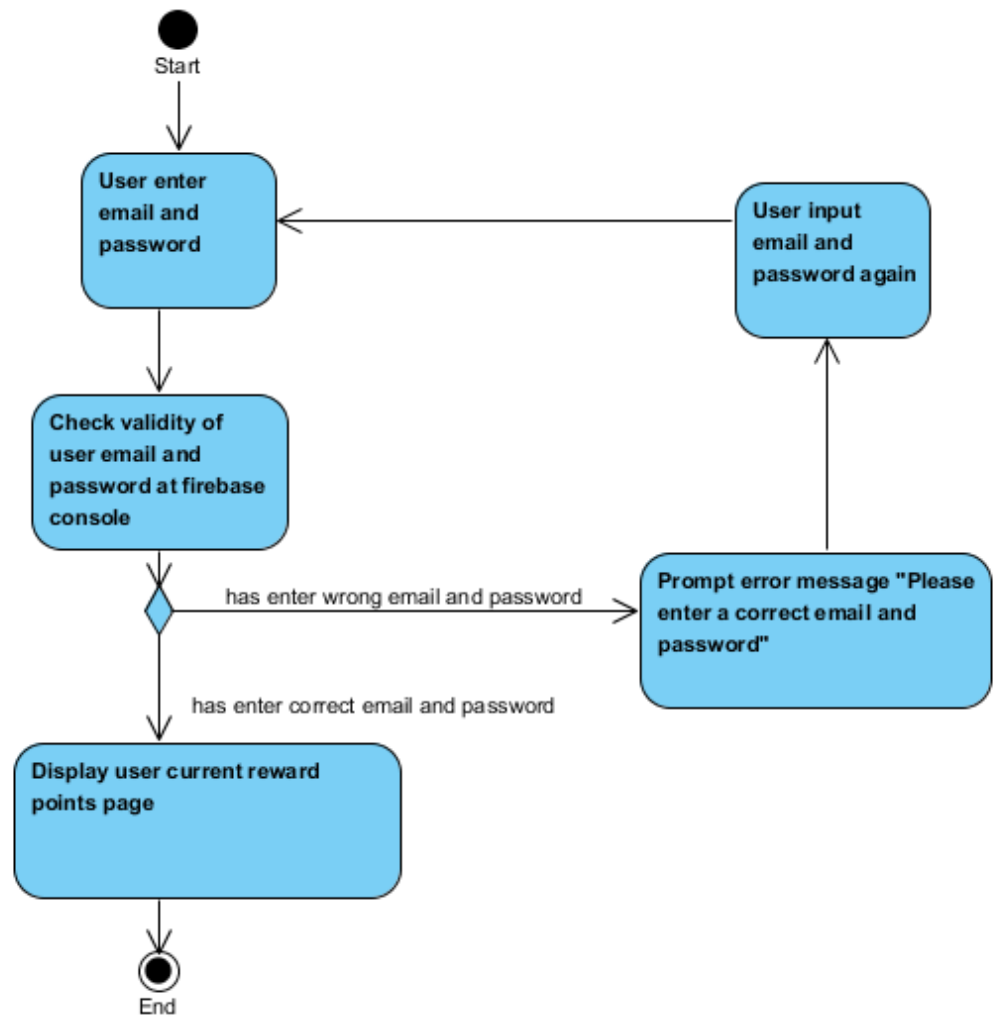 Start
User enter
email and
password
User input
email and
password again
Check validity of
user email and
password at firebase
console
has enter wrong email and password
Prompt error message "Please
enter a correct email and
password"
has enter correct email and password
Display user current reward
points page
End